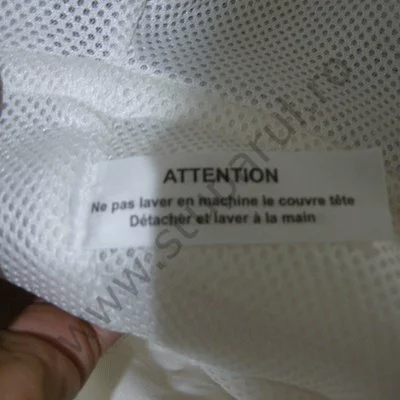 ATTENTION
Ne pas laver en machine le couvre tête
Détacher et laver à la main